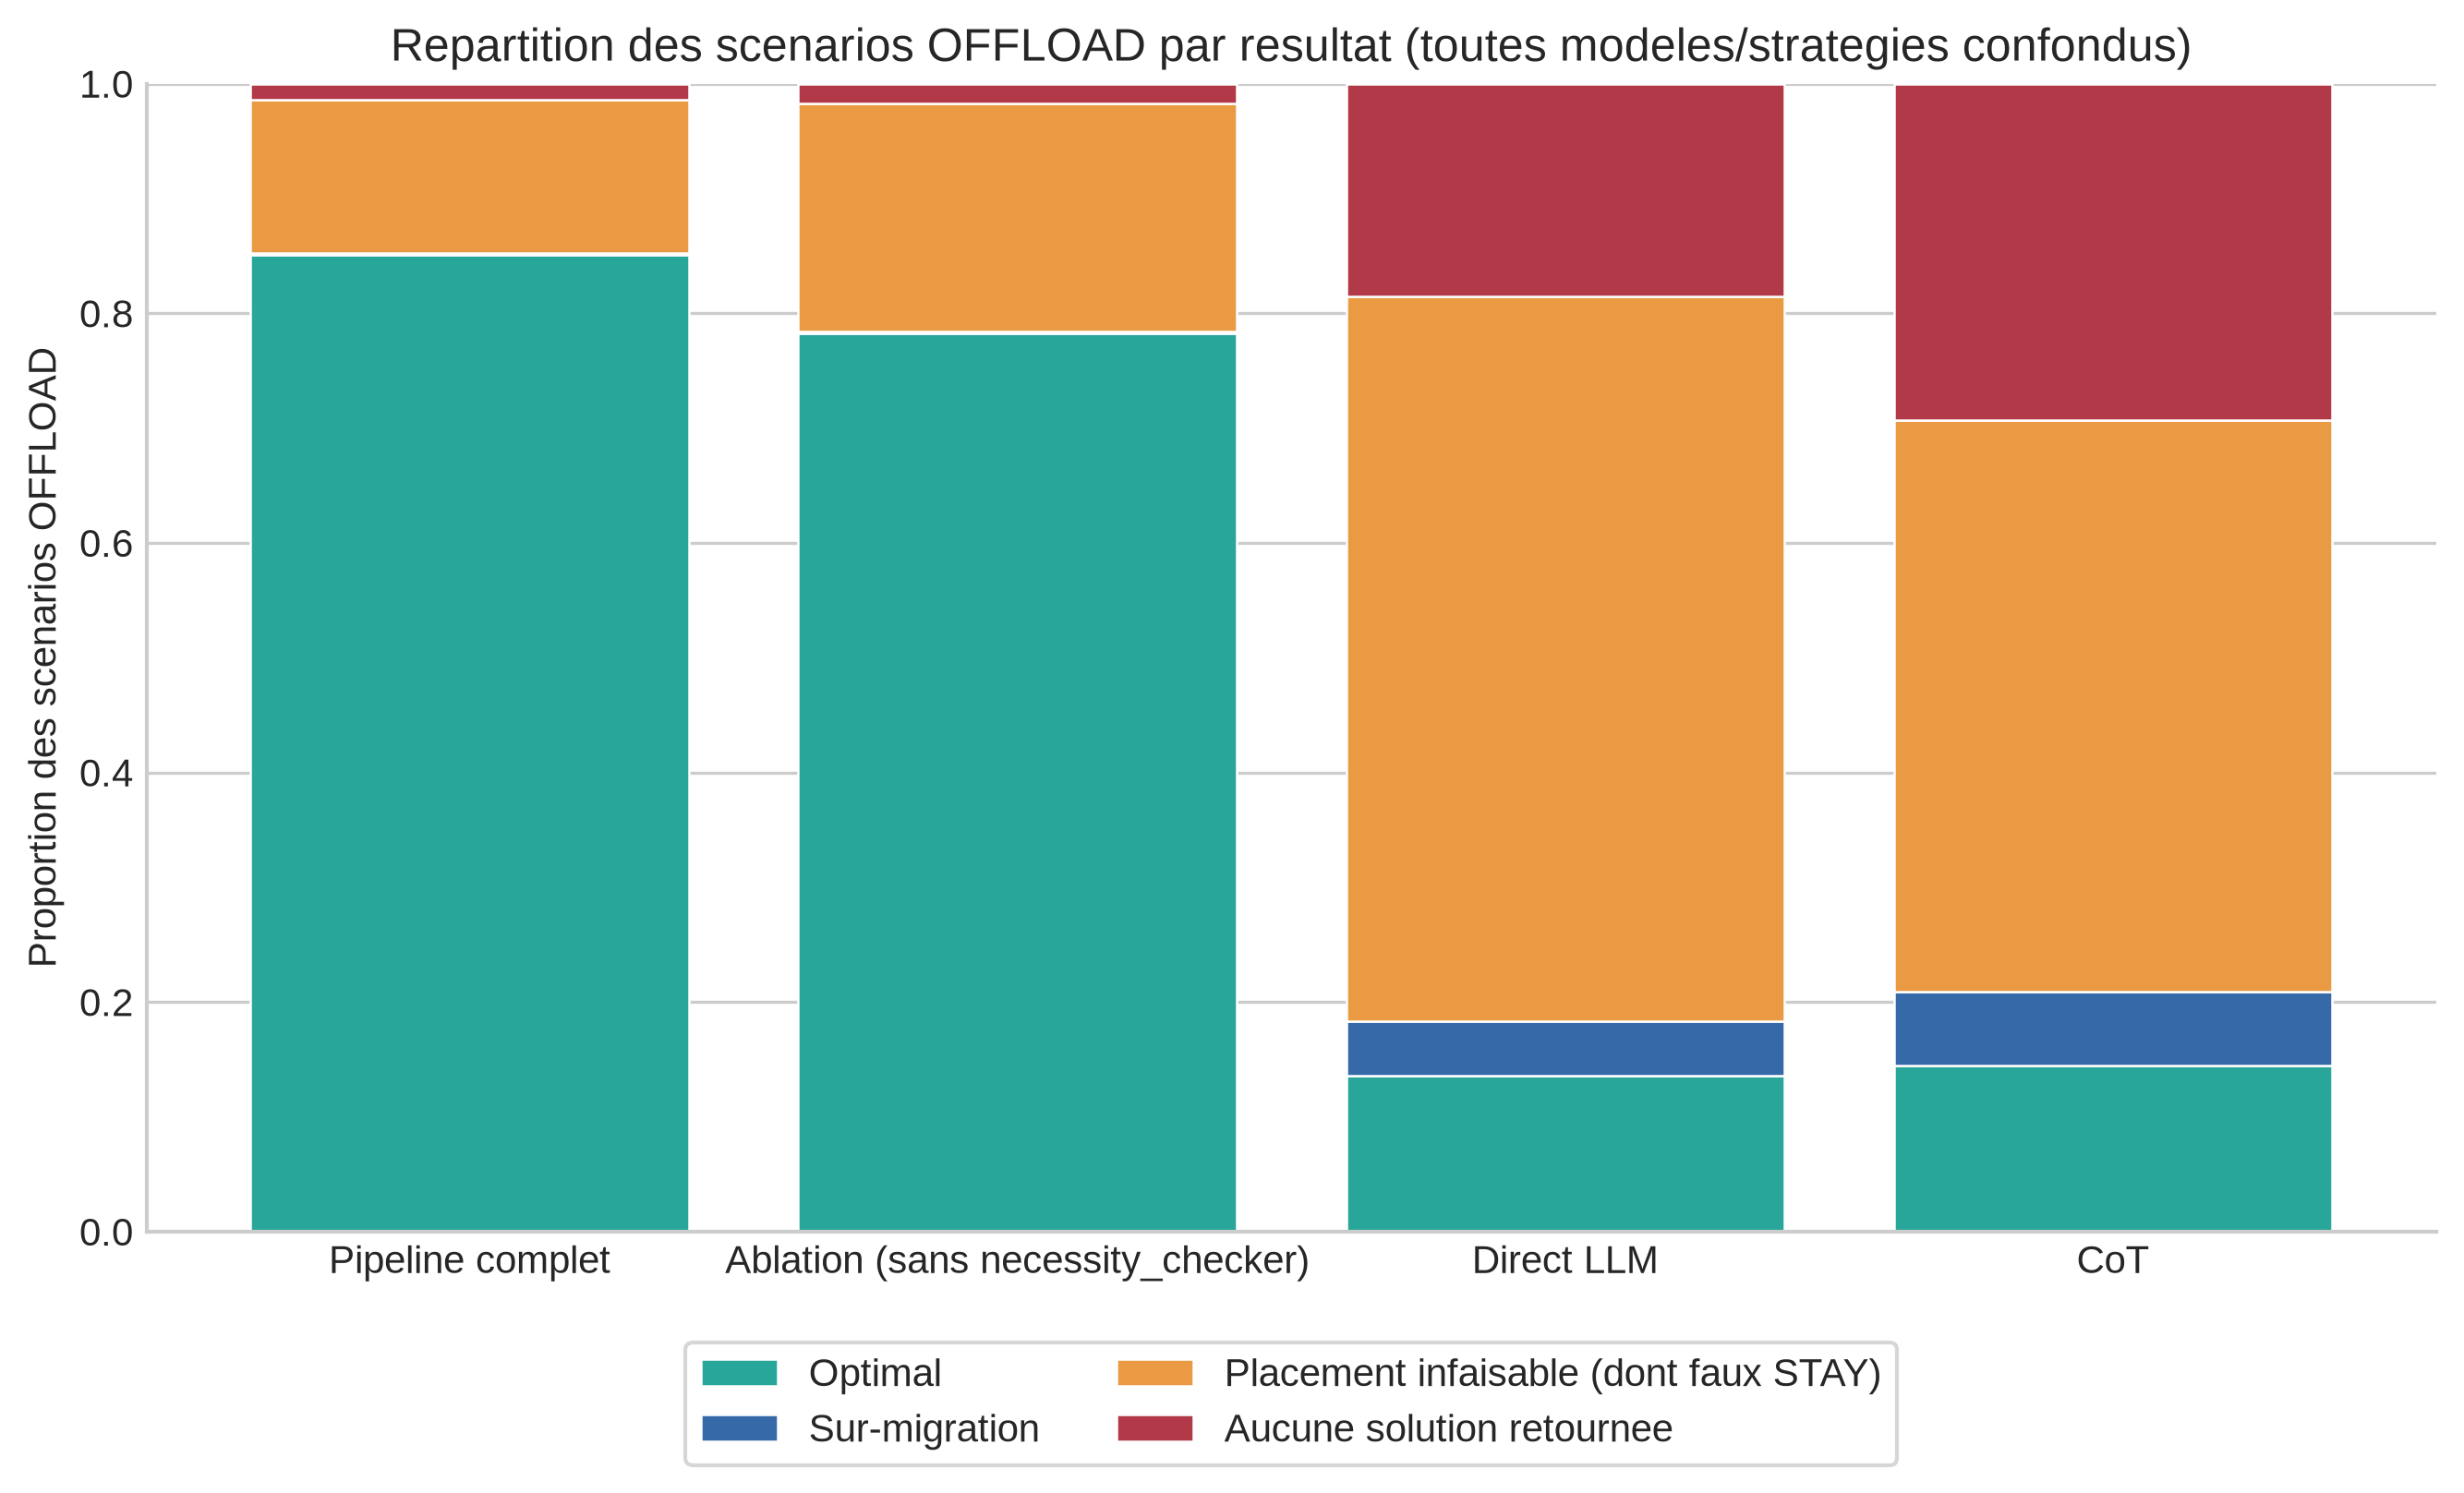 Repartition des scenarios OFFLOAD par resultat (toutes modeles/strategies confondus)
Proportion des scenarios OFFLOAD
1.0
0.8
0.6
0.4
0.2
0.0
Pipeline complet
Ablation (sans necessity_checker)
Direct LLM
CoT
Optimal
Sur-migration
Placement infaisable (dont faux STAY)
Aucune solution retournee